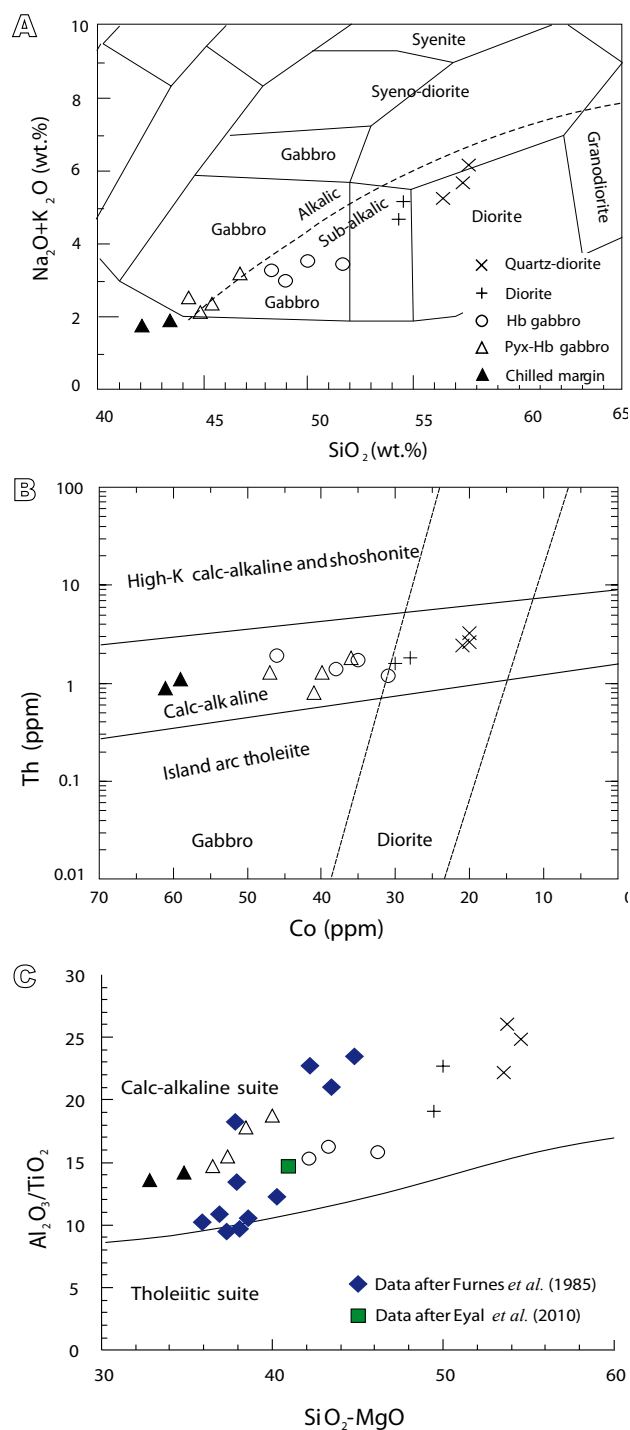 A
10
8
6
4
2
0
Na2O+K2O (wt.%)
Syenite
Syeno-diorite
Gabbro
Granodiorite
Alkalic
Sub-alkalic
Gabbro
Diorite
Gabbro
× Quartz-diorite
+ Diorite
○ Hb gabbro
△ Pyx-Hb gabbro
▲ Chilled margin
40 45 50 55 60 65
SiO2 (wt.%)
B
100
10
1
0.1
0.01
Th (ppm)
High-K calc-alkaline and shoshonite
Calc-alkaline
Island arc tholeiite
Gabbro Diorite
70 60 50 40 30 20 10 0
Co (ppm)
C
30
25
20
15
10
5
0
Al2O3/TiO2
Calc-alkaline suite
Tholeiitic suite
Data after Furnes et al. (1985)
Data after Eyal et al. (2010)
30 40 50 60
SiO2-MgO